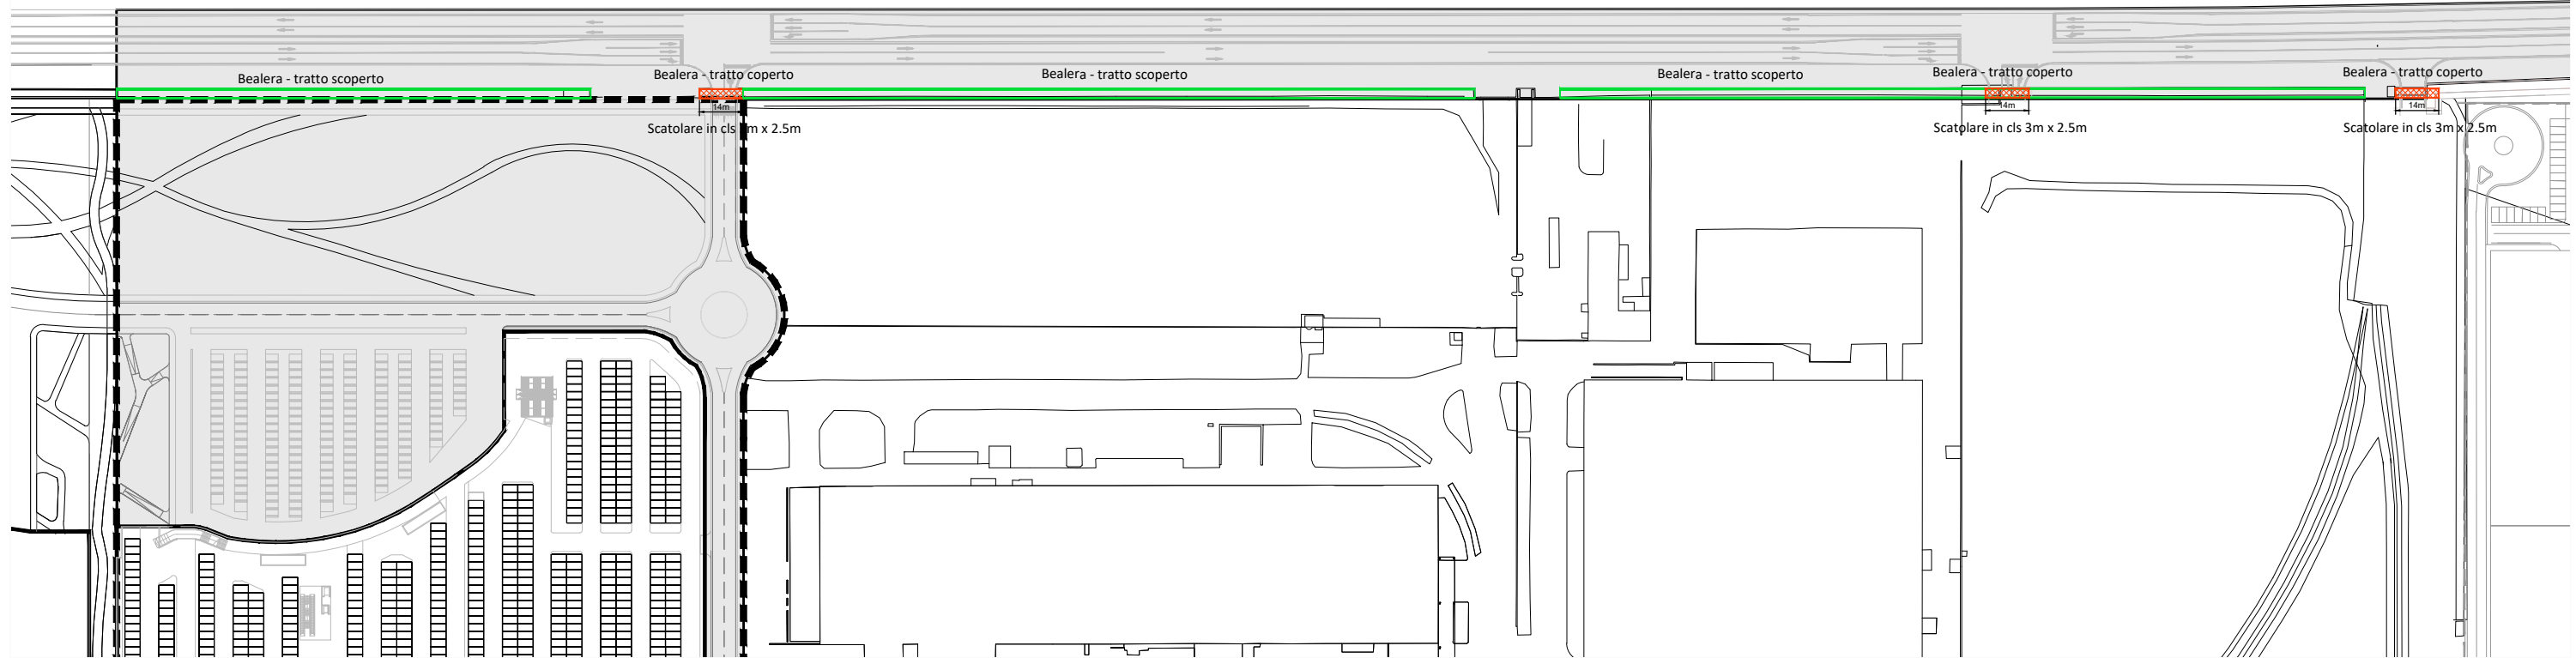 Bealera - tratto scoperto
Bealera - tratto coperto
Bealera - tratto scoperto
Bealera - tratto scoperto
Bealera - tratto coperto
Bealera - tratto coperto
14m
14m
14m
Scatolare in cls m x 2.5m
Scatolare in cls 3m x 2.5m
Scatolare in cls 3m x 2.5m